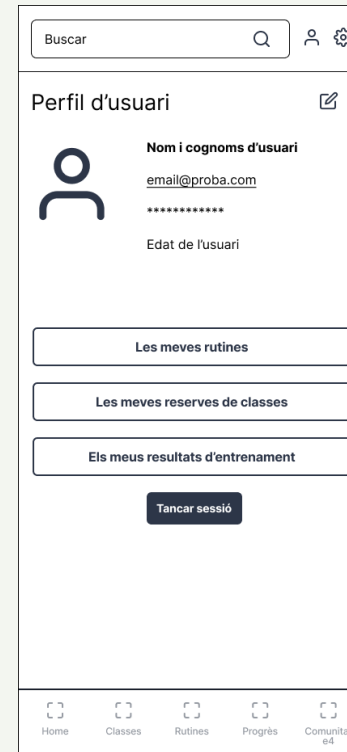 Buscar
Perfil d'usuari
Nom i cognoms d'usuari
email@proba.com
************
Edat de l'usuari
Les meves rutines
Les meves reserves de classes
Els meus resultats d'entrenament
Tancar sessió
Home Classes Rutines Progrès Comunita
e4